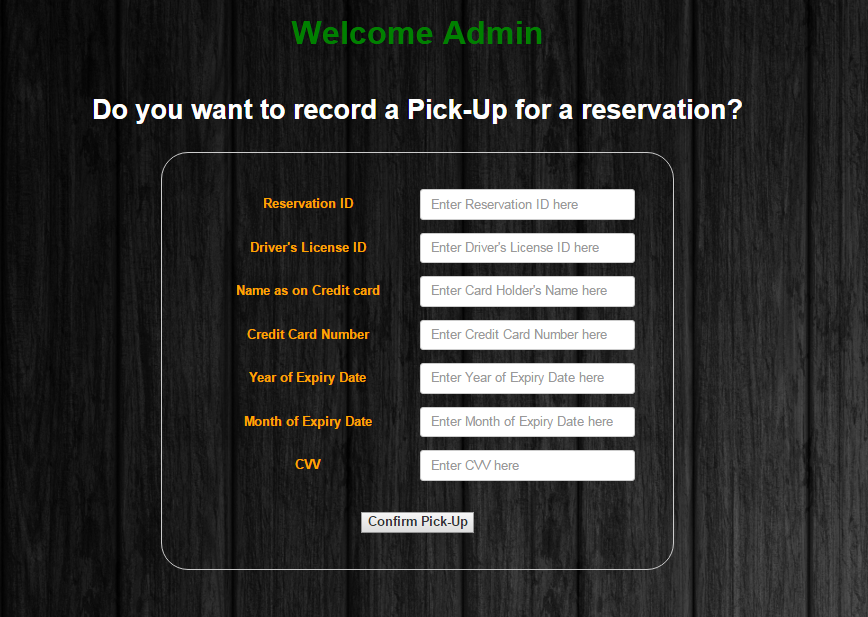 Welcome Admin
Do you want to record a Pick-Up for a reservation?
Reservation ID Enter Reservation ID here
Driver's License ID Enter Driver's License ID here
Name as on Credit card Enter Card Holder's Name here
Credit Card Number Enter Credit Card Number here
Year of Expiry Date Enter Year of Expiry Date here
Month of Expiry Date Enter Month of Expiry Date here
CVV Enter CVV here
Confirm Pick-Up